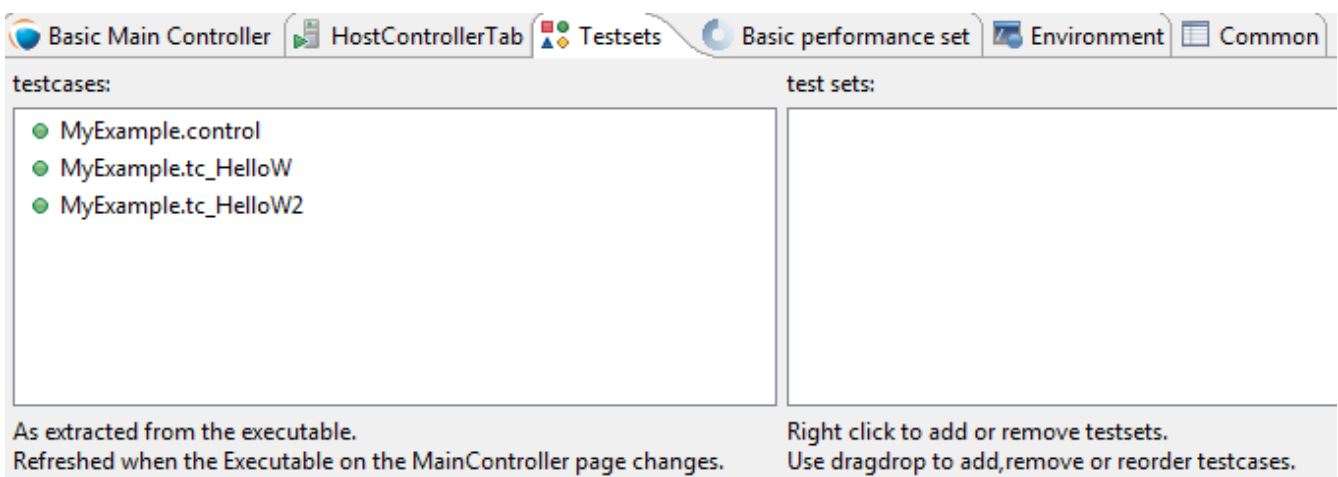 Basic Main Controller HostControllerTab Testsets Basic performance set Environment Common
testcases:
test sets:
MyExample.control
MyExample.tc_HelloW
MyExample.tc_HelloW2
As extracted from the executable.
Refreshed when the Executable on the MainController page changes.
Right click to add or remove testsets.
Use dragdrop to add,remove or reorder testcases.